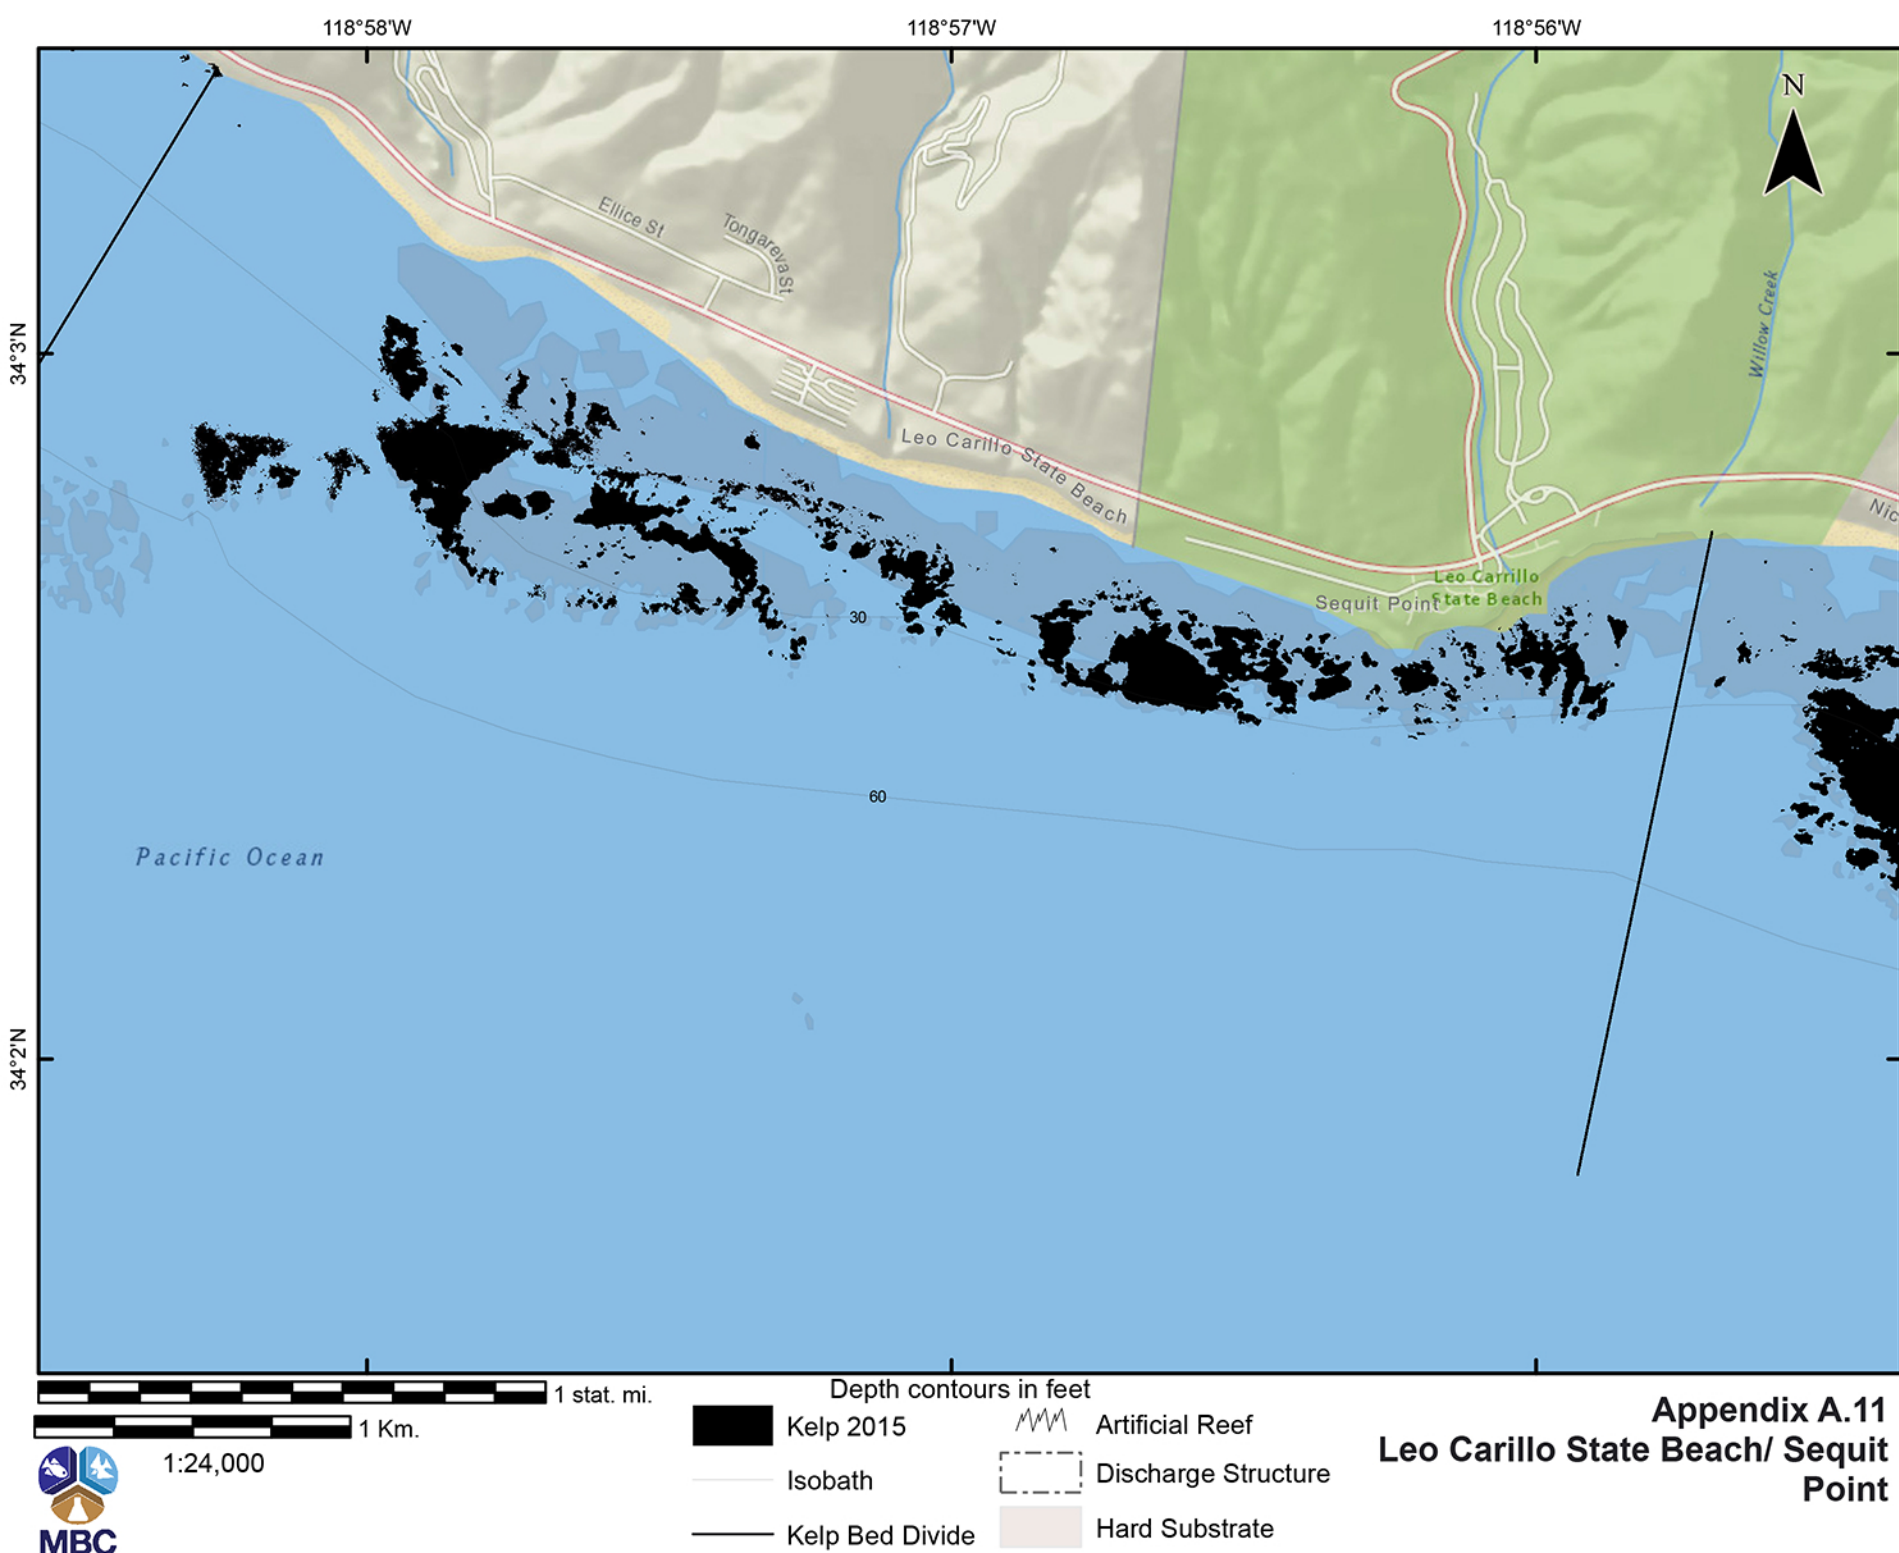 118°58'W
118°57'W
118°56'W
N
34°3'N
Ellice St
Tongareva St
Willow Creek
Leo Carillo State Beach
Nic
Leo Carrillo
State Beach
Sequit Point
30
60
Pacific Ocean
34°2'N
1 stat. mi.
1 Km.
1:24,000
MBC
Depth contours in feet
Kelp 2015
Isobath
Kelp Bed Divide
Artificial Reef
Discharge Structure
Hard Substrate
Appendix A.11
Leo Carillo State Beach/ Sequit
Point